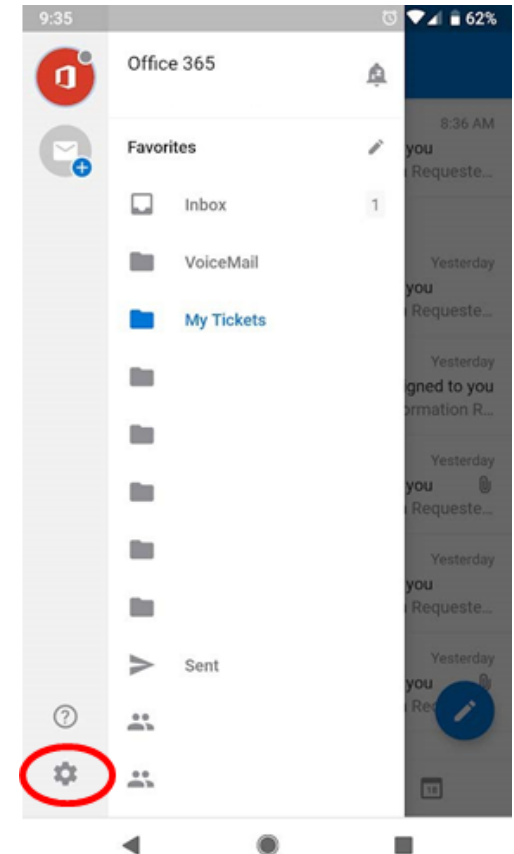 9:35
62%
Office 365
8:36 AM
Favorites
you
Requeste...
Inbox
1
VoiceMail
Yesterday
you
My Tickets
Requeste...
Yesterday
gned to you
ormation R...
Yesterday
you
Requeste...
Yesterday
you
Requeste...
Sent
Yesterday
you
Re
18